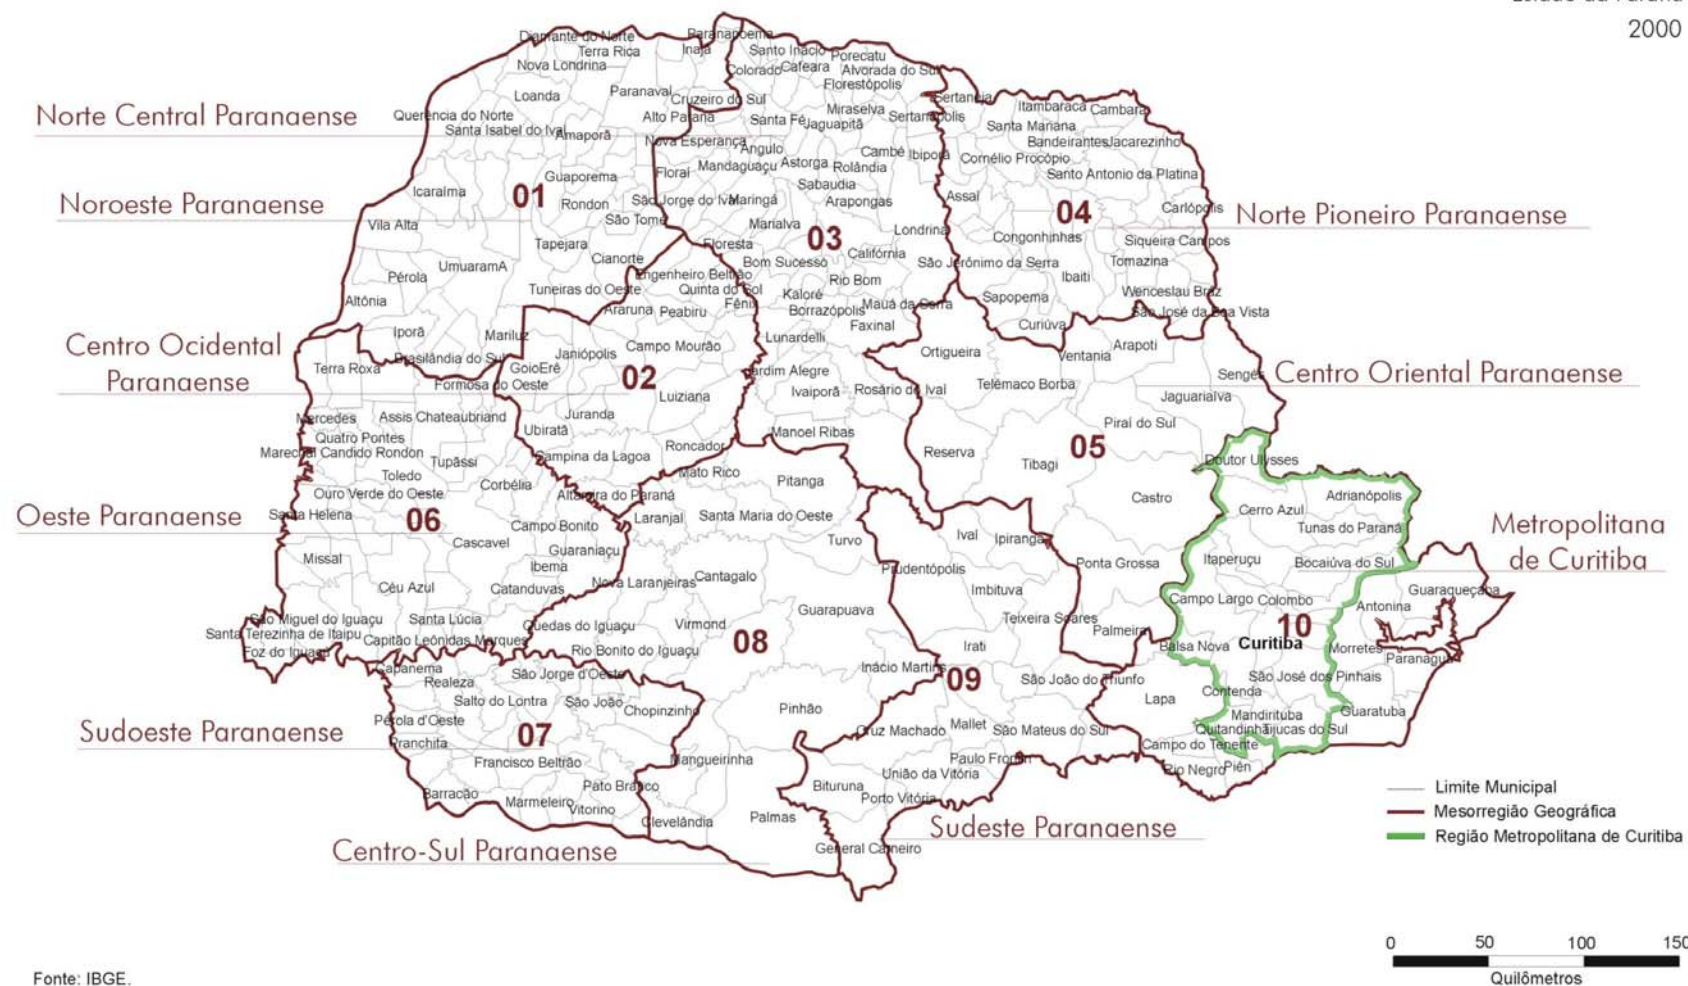 2000
Diamante do Norte
Paranapoema
Terra Rica
Inajá
Santo Inácio
Porecatu
Nova Londrina
Colorado
Cafeara
Alvorada do Sul
Florestópolis
Loanda
Paranavaí
Cruzeiro do Sul
Sertaneja
Itambaracá
Cambará
Norte Central Paranaense
Querência do Norte
Alto Paraná
Santa Fé
Miraselva
Jaguapitã
Sertanópolis
Santa Mariana
Santa Isabel do Ivaí
Amaporã
Nova Esperança
Ângulo
Cambé
Ibiporã
Bandeirantes
Jacarezinho
Cornélio Procópio
Mandaguaçu
Astorga
Rolândia
Floraí
Guaporema
Sabaudia
Santo Antonio da Platina
Icaraíma
01
Rondon
São Jorge do Ivaí
Maringá
Arapongas
Assaí
04
Carlópolis
Noroeste Paranaense
Norte Pioneiro Paranaense
Vila Alta
São Tomé
Marialva
03
Londrina
Congonhinhas
Siqueira Campos
Tapejara
Floresta
Cianorte
Bom Sucesso
Califórnia
São Jerônimo da Serra
Tomazina
UmuaramA
Pérola
Engenheiro Beltrão
Rio Bom
Ibaiti
Tuneiras do Oeste
Quinta do Sol
Kaloré
Wenceslau Braz
Altônia
Fênix
Mauá da Serra
Sapopema
Araruna
Peabiru
Borrazópolis
São José da Boa Vista
Faxinal
Curiúva
Iporã
Mariluz
Lunardelli
Centro Ocidental
Paranaense
Janiópolis
Campo Mourão
Ortigueira
Ventania
Arapoti
Brasilândia do Sul
GoioErê
Terra Roxa
02
Jardim Alegre
Sengés
Centro Oriental Paranaense
Formosa do Oeste
Luiziana
Ivaiporã
Rosário do Ivaí
Telêmaco Borba
Jaguariaíva
Mercedes
Assis Chateaubriand
Juranda
Ubiratã
Manoel Ribas
Piraí do Sul
Quatro Pontes
Roncador
05
Marechal Candido Rondon
Tupãssi
Campina da Lagoa
Reserva
Tibagi
Doutor Ulysses
Toledo
Corbélia
Mato Rico
Pitanga
Ouro Verde do Oeste
Altamira do Paraná
Castro
Adrianópolis
Oeste Paranaense
Santa Helena
06
Campo Bonito
Laranjal
Santa Maria do Oeste
Cerro Azul
Tunas do Paraná
Metropolitana
de Curitiba
Cascavel
Guaraniaçu
Turvo
Ivaí
Ipiranga
Missal
Ibema
Prudentópolis
Ponta Grossa
Itaperuçu
Bocaiúva do Sul
Céu Azul
Catanduvas
Nova Laranjeiras
Cantagalo
Imbituva
Guaraqueçaba
Campo Largo
Colombo
Antonina
São Miguel do Iguaçu
Santa Lúcia
Quedas do Iguaçu
Virmond
Guarapuava
Teixeira Soares
Palmeira
10
Santa Terezinha de Itaipu
Capitão Leônidas Marques
08
Irati
Balsa Nova
Curitiba
Morretes
Foz do Iguaçu
Rio Bonito do Iguaçu
Paranaguá
Capanema
São Jorge d'Oeste
Inácio Martins
09
São João do Triunfo
São José dos Pinhais
Realeza
Contenda
Salto do Lontra
São João
Chopinzinho
Pinhão
Lapa
Guaratuba
Pérola d'Oeste
Mandirituba
Sudoeste Paranaense
Pranchita
07
Cruz Machado
Mallet
São Mateus do Sul
Quitandinha
Tijucas do Sul
Campo do Tenente
Francisco Beltrão
Mangueirinha
Paulo Frontin
Rio Negro
Piên
Bituruna
União da Vitória
Barracão
Marmeleiro
Pato Branco
Porto Vitória
Vitorino
Clevelândia
Palmas
Sudeste Paranaense
Centro-Sul Paranaense
General Carneiro
Limite Municipal
Mesorregião Geográfica
Região Metropolitana de Curitiba
0 50 100 150
Quilômetros
Fonte: IBGE.